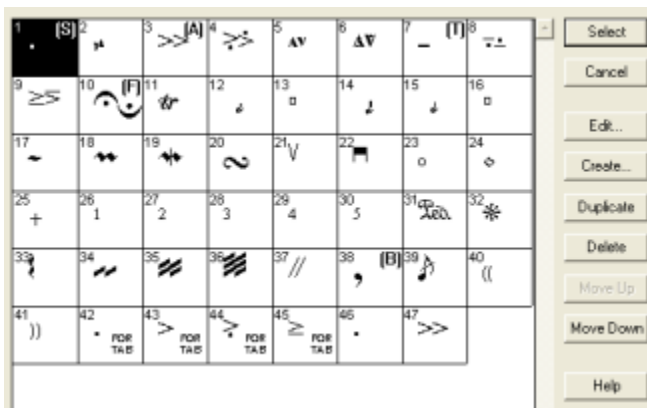 1 (S) 2 3 (A) 4 5 6 7 (T) 8
Select
9 10 (F) 11 tr 12 13 14 15 16
Cancel
Edit...
17 18 19 20 21 V 22 23 24
Create...
25 + 26 1 27 2 28 3 29 4 30 5 31 Ped. 32
Duplicate
33 34 35 36 37 // 38 , (B) 39 40 ((
Delete
Move Up
41 )) 42 . FOR TAB 43 > FOR TAB 44 FOR TAB 45 ≥ FOR TAB 46 . 47 >>
Move Down
Help